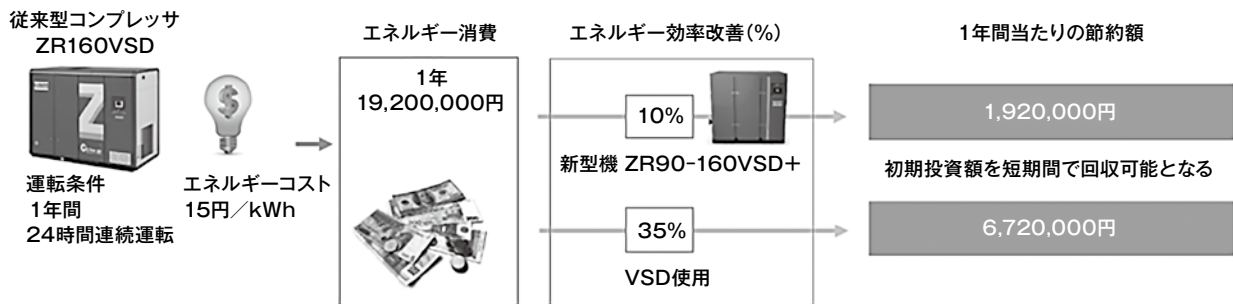 従来型コンプレッサ
ZR160VSD
運転条件
1年間
24時間連続運転
エネルギーコスト
15円／kWh
エネルギー消費
1年
19,200,000円
エネルギー効率改善(%)
10%
新型機 ZR90-160VSD＋
35%
VSD使用
1年間当たりの節約額
1,920,000円
初期投資額を短期間で回収可能となる
6,720,000円